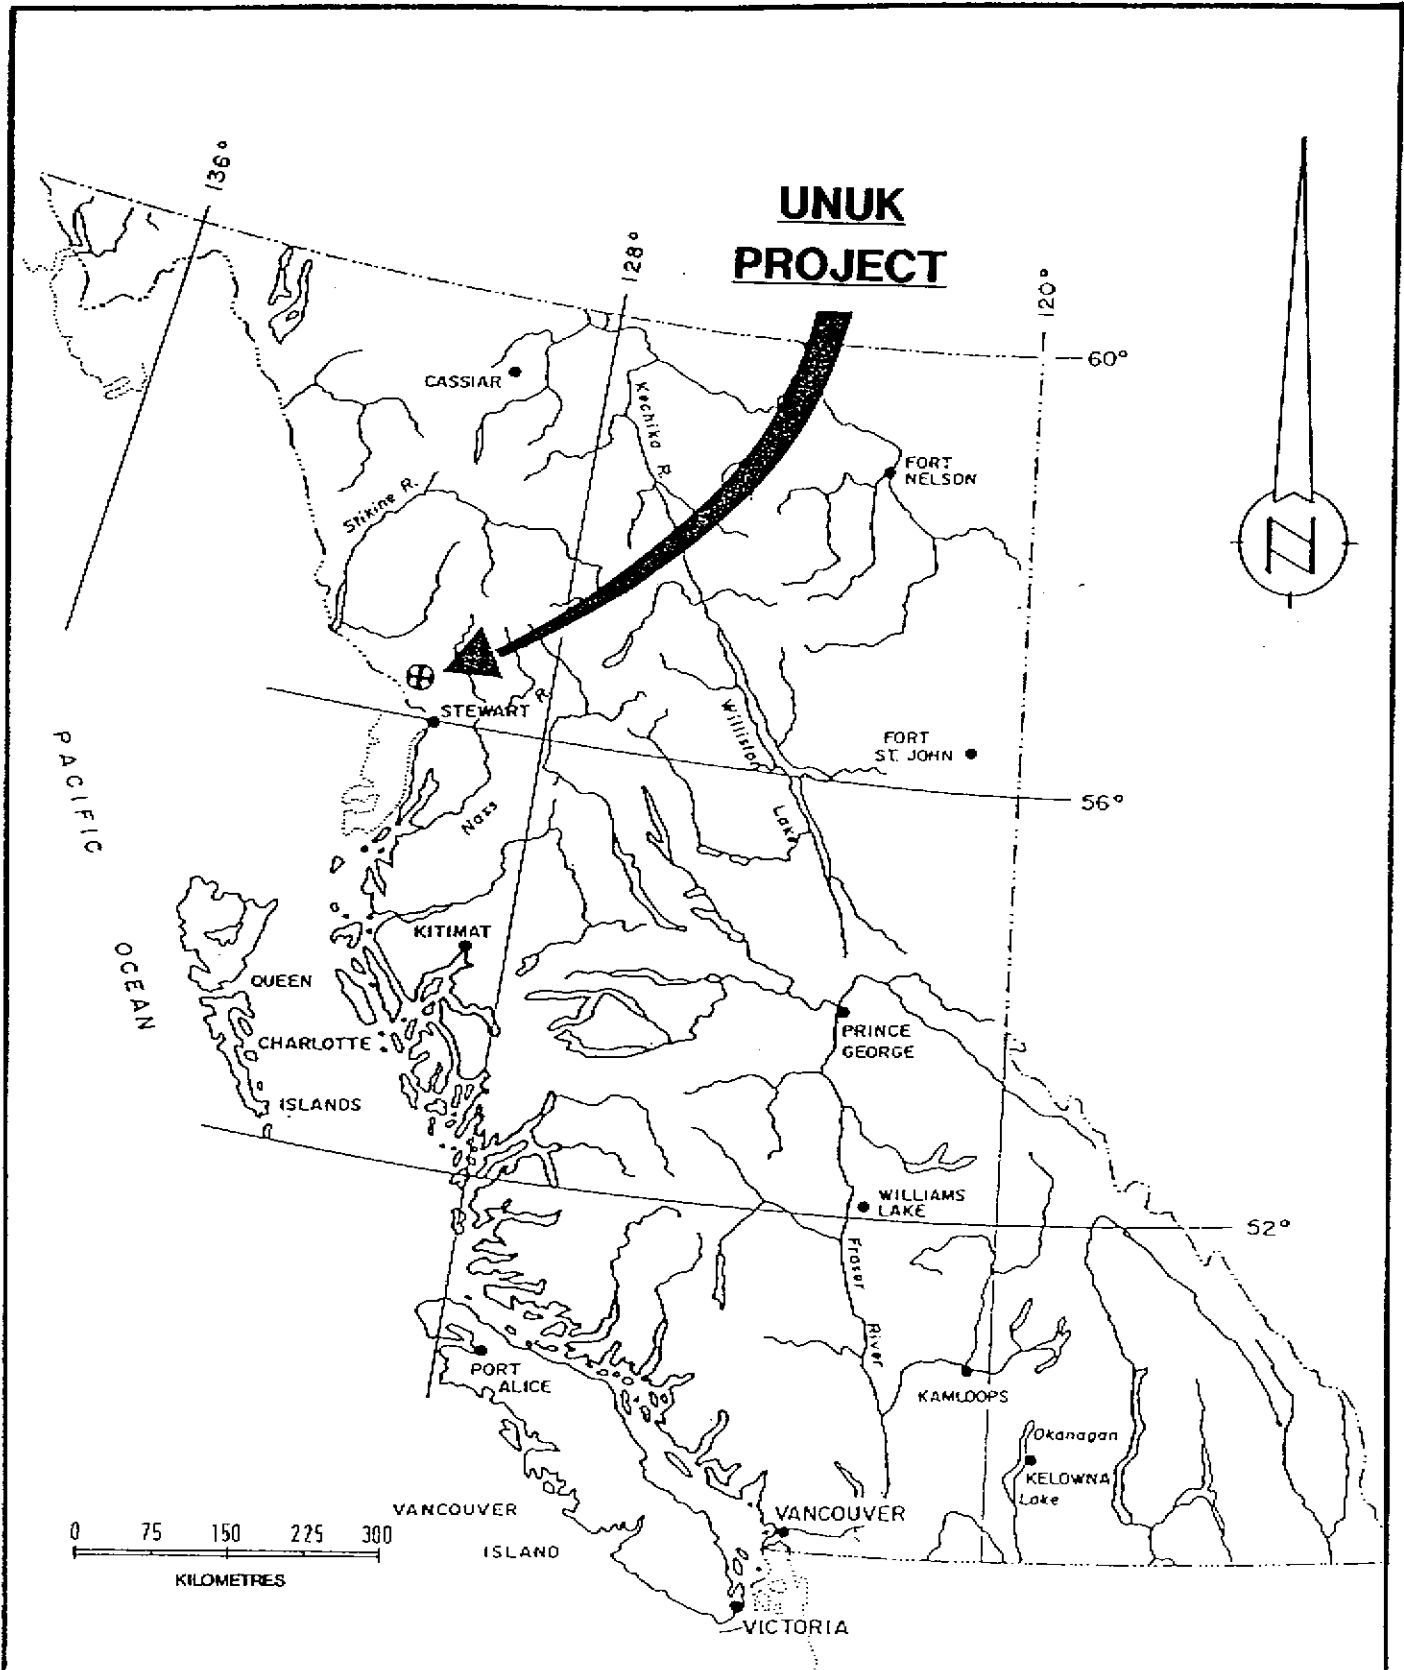 136°
UNUK
PROJECT
128°
120°
60°
CASSIAR
Kechika R.
FORT
NELSON
Stikine R.
N
STEWART
R.
PACIFIC
OCEAN
Williston
Lake
FORT
ST. JOHN
56°
Nass
KITIMAT
QUEEN
CHARLOTTE
ISLANDS
PRINCE
GEORGE
WILLIAMS
LAKE
52°
Fraser
River
PORT
ALICE
KAMLOOPS
Okanagan
KELOWNA
Lake
VANCOUVER
ISLAND
VANCOUVER
0 75 150 225 300
KILOMETRES
VICTORIA